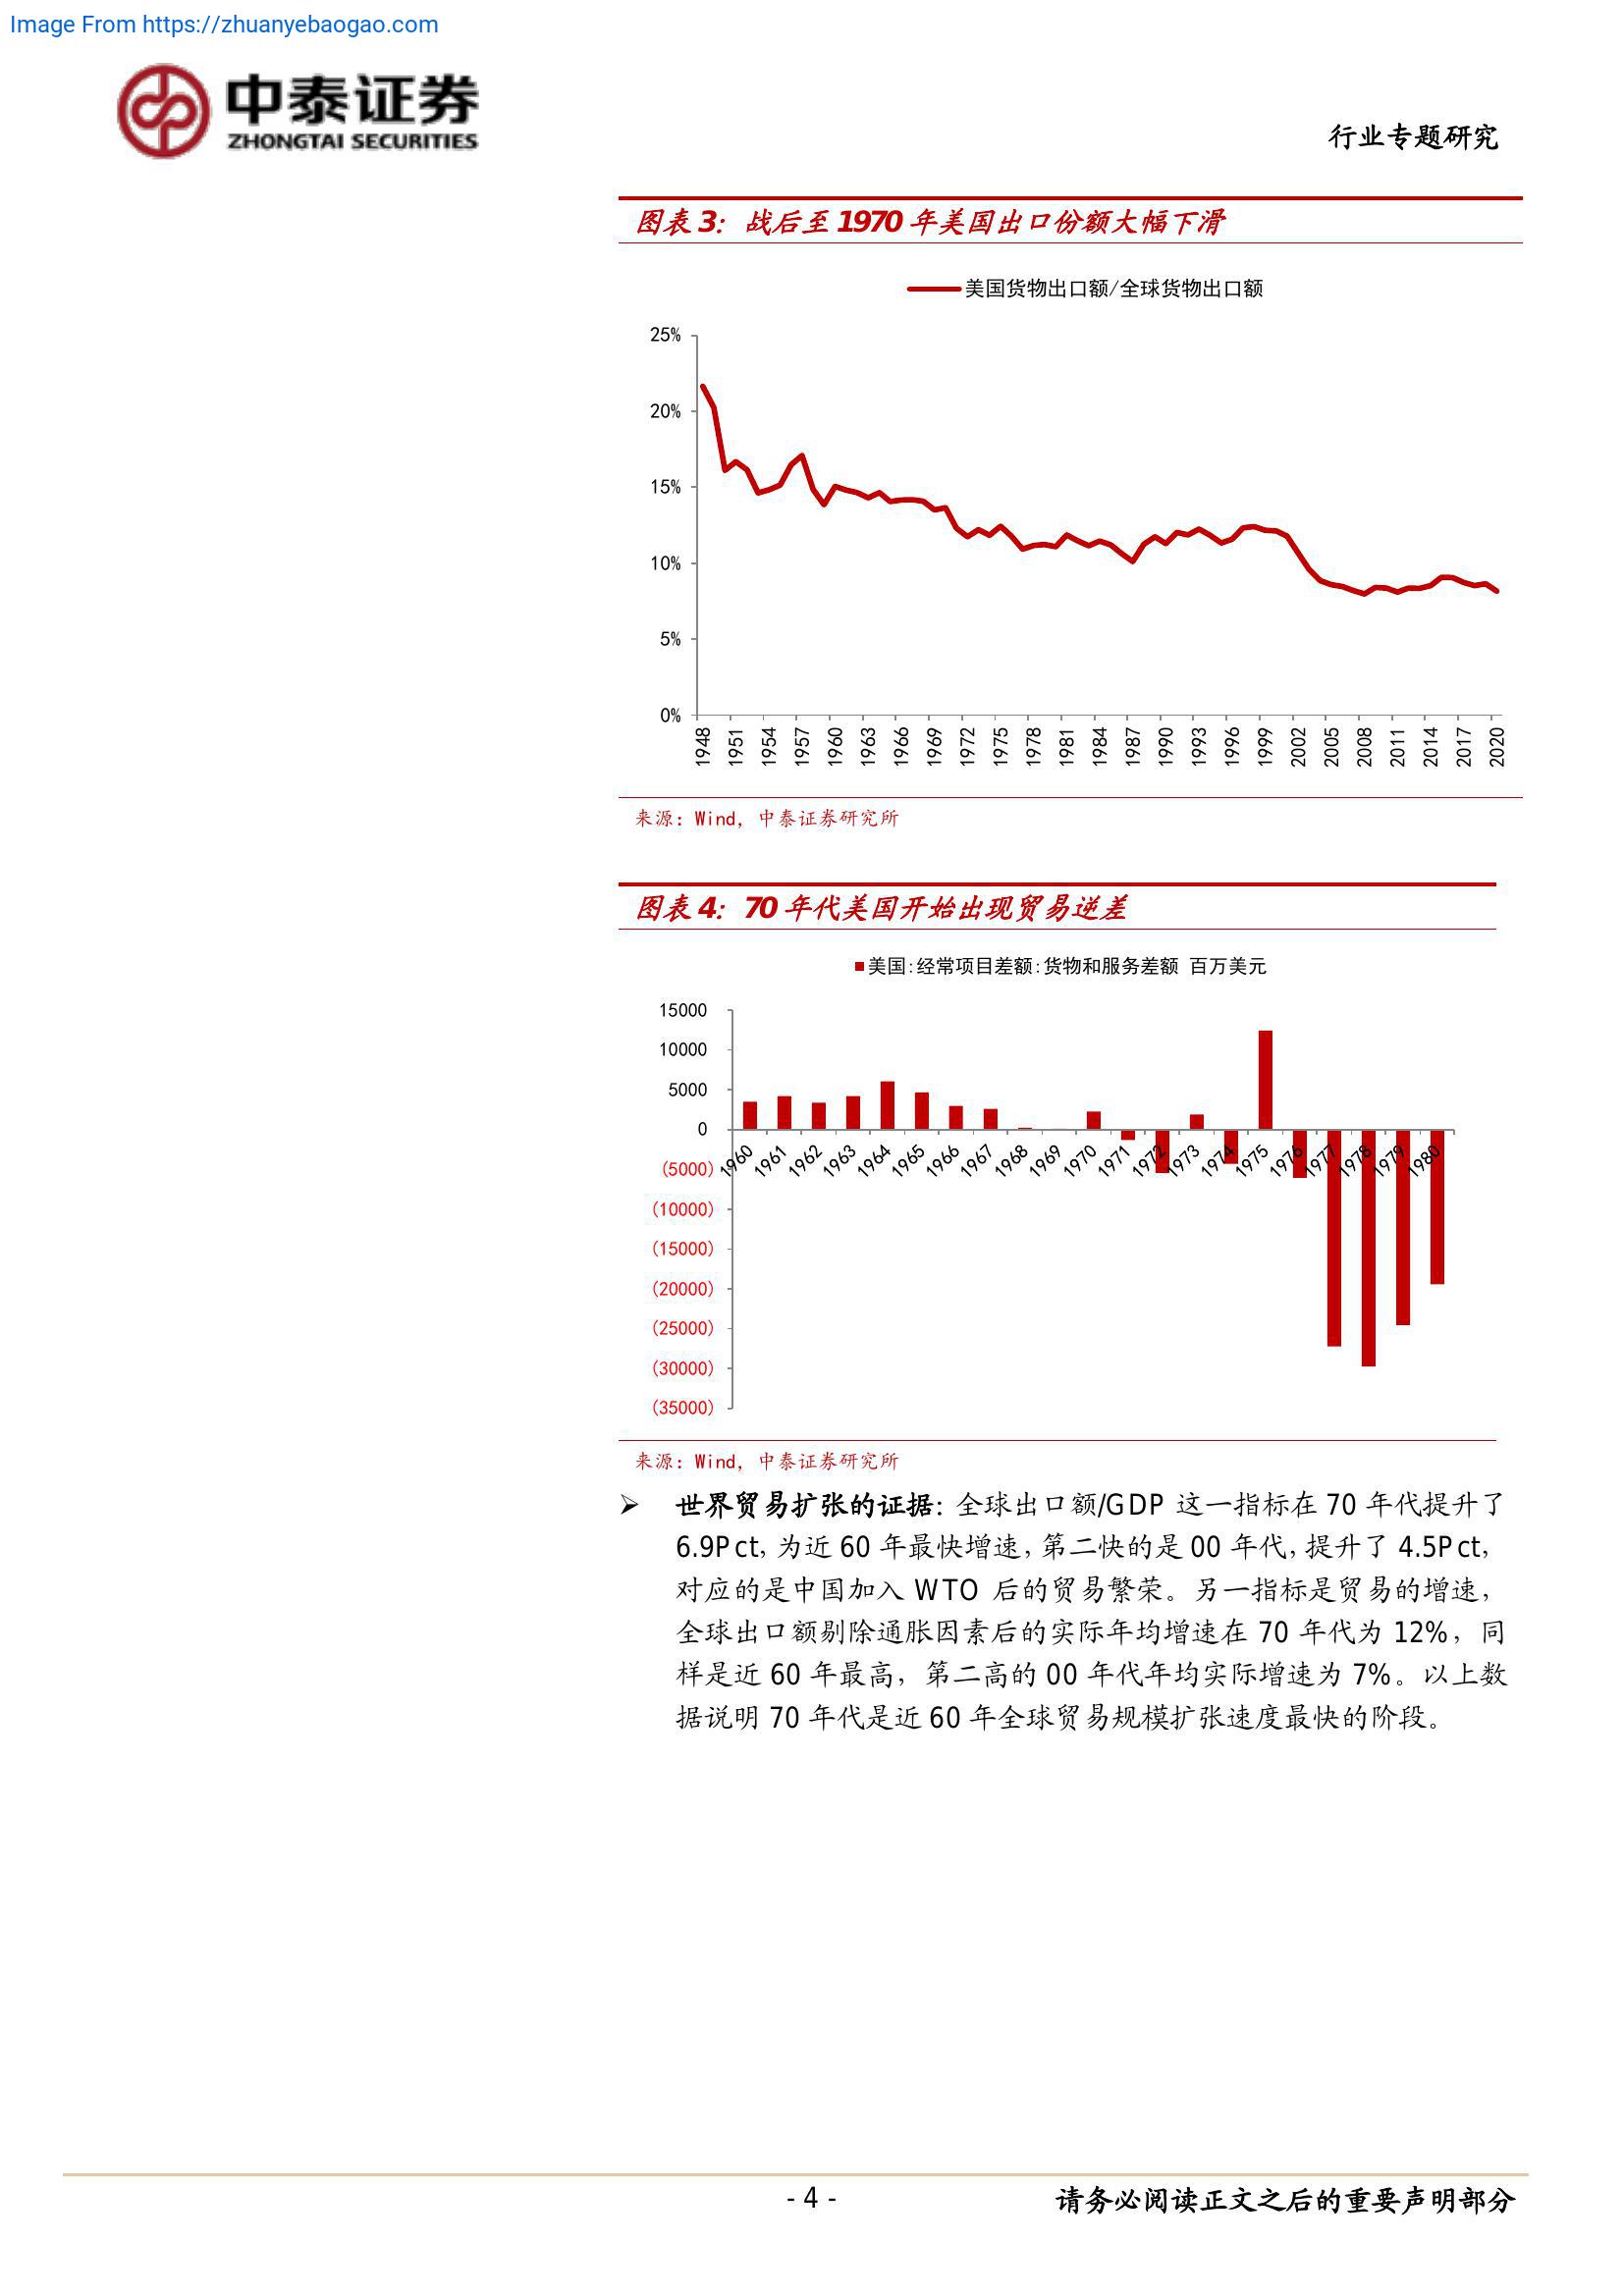 Image From https://zhuanyebaogao.com
中泰证券
ZHONGTAI SECURITIES
行业专题研究
图表 3：战后至 1970 年美国出口份额大幅下滑
美国货物出口额/全球货物出口额
25%
20%
15%
10%
5%
0%
1948 1951 1954 1957 1960 1963 1966 1969 1972 1975 1978 1981 1984 1987 1990 1993 1996 1999 2002 2005 2008 2011 2014 2017 2020
来源：Wind，中泰证券研究所
图表 4：70 年代美国开始出现贸易逆差
美国:经常项目差额:货物和服务差额 百万美元
15000
10000
5000
0
(5000)
(10000)
(15000)
(20000)
(25000)
(30000)
(35000)
1960 1961 1962 1963 1964 1965 1966 1967 1968 1969 1970 1971 1972 1973 1974 1975 1976 1977 1978 1979 1980
来源：Wind，中泰证券研究所
➢ 世界贸易扩张的证据：全球出口额/GDP 这一指标在 70 年代提升了
6.9Pct，为近 60 年最快增速，第二快的是 00 年代，提升了 4.5Pct，
对应的是中国加入 WTO 后的贸易繁荣。另一指标是贸易的增速，
全球出口额剔除通胀因素后的实际年均增速在 70 年代为 12%，同
样是近 60 年最高，第二高的 00 年代年均实际增速为 7%。以上数
据说明 70 年代是近 60 年全球贸易规模扩张速度最快的阶段。
- 4 -
请务必阅读正文之后的重要声明部分